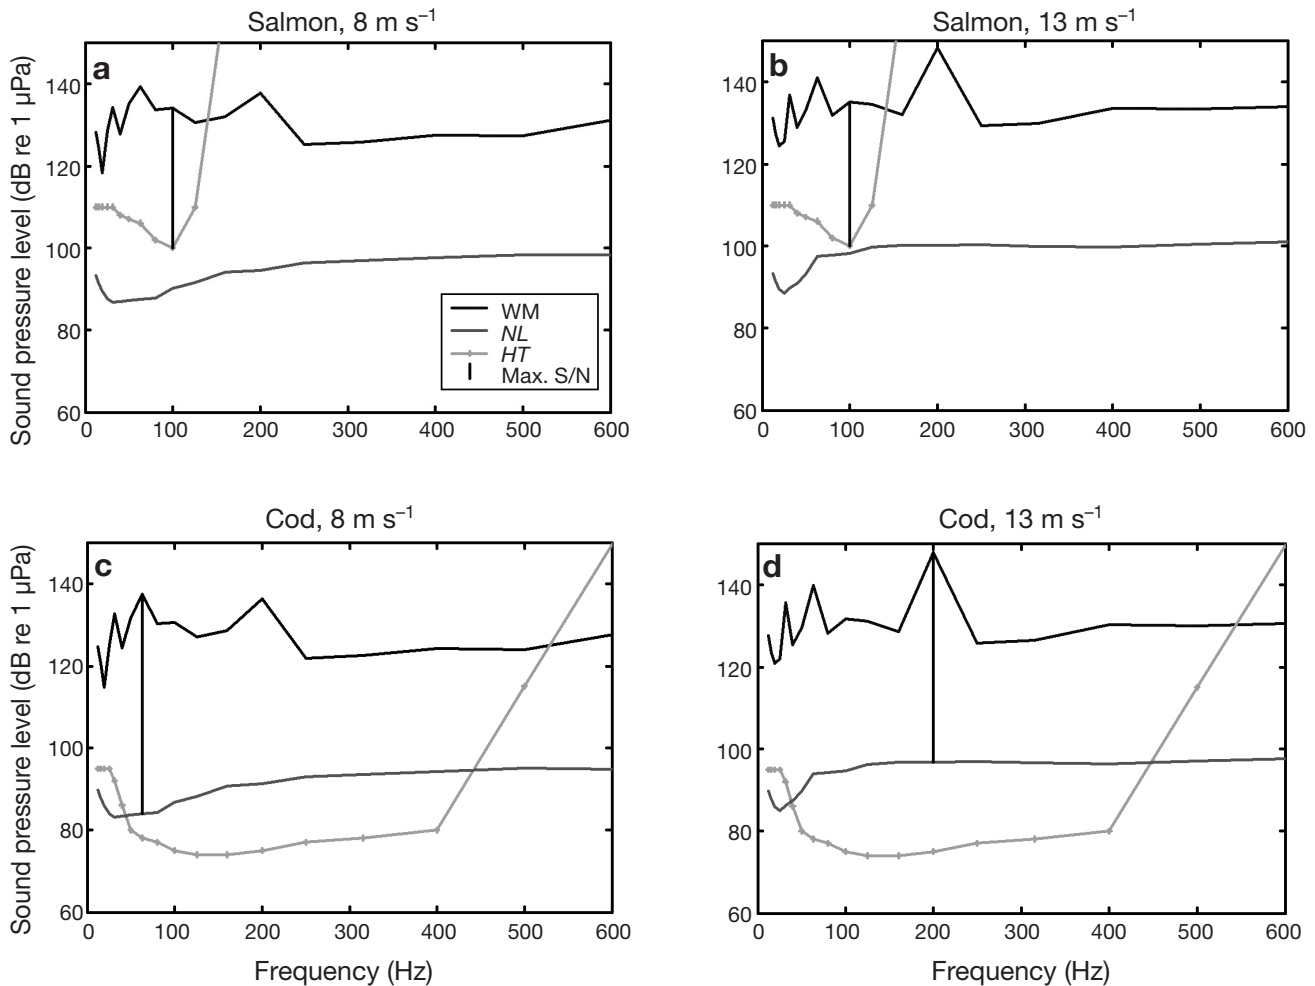 Salmon, 8 m s⁻¹
Salmon, 13 m s⁻¹
a
b
Sound pressure level (dB re 1 µPa)
140
120
100
80
60
0 100 200 300 400 500 600
WM
NL
HT
Max. S/N
140
120
100
80
60
0 100 200 300 400 500 600
Cod, 8 m s⁻¹
Cod, 13 m s⁻¹
c
d
Sound pressure level (dB re 1 µPa)
140
120
100
80
60
0 100 200 300 400 500 600
140
120
100
80
60
0 100 200 300 400 500 600
Frequency (Hz)
Frequency (Hz)